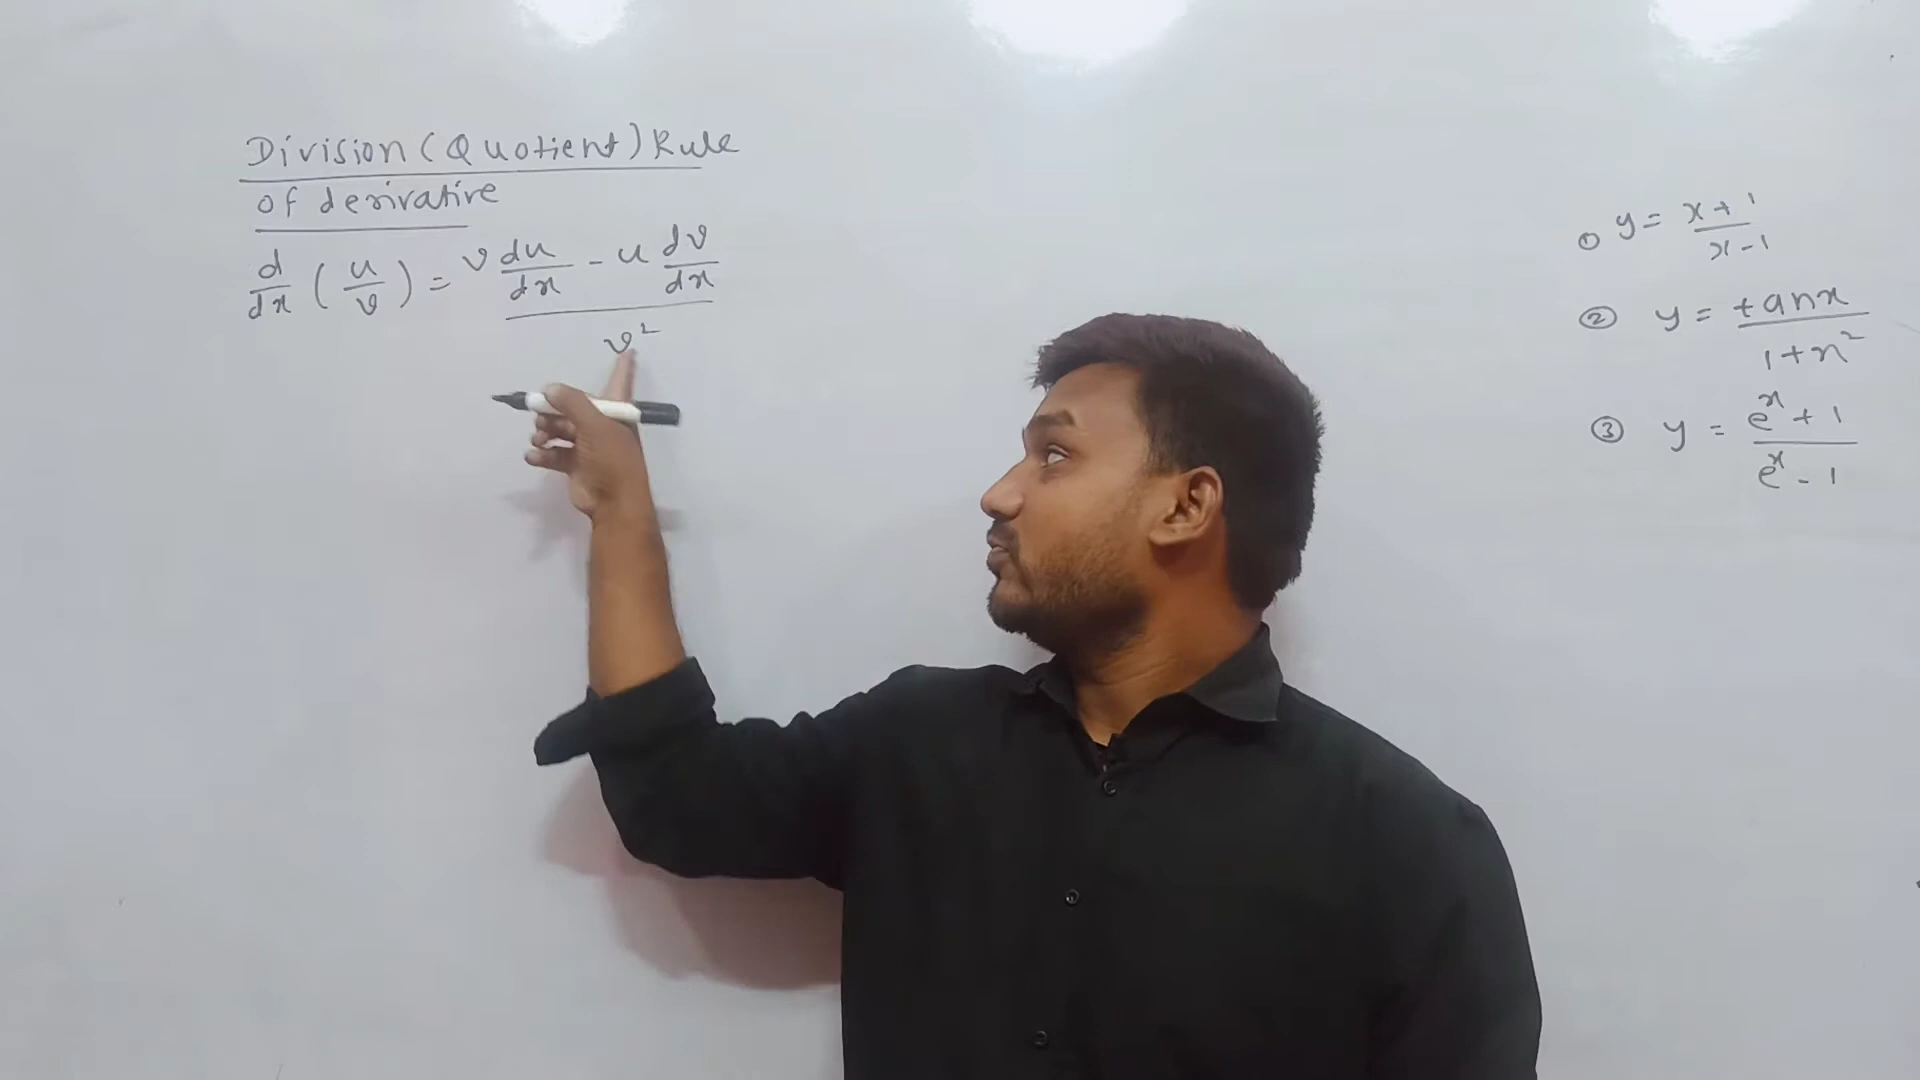 Division (Quotient) Rule
of derivative
d/dx (u/v) = (v du/dx - u dv/dx) / v²
① y = (x+1)/(x-1)
② y = tanx/(1+x²)
③ y = (eˣ+1)/(eˣ-1)